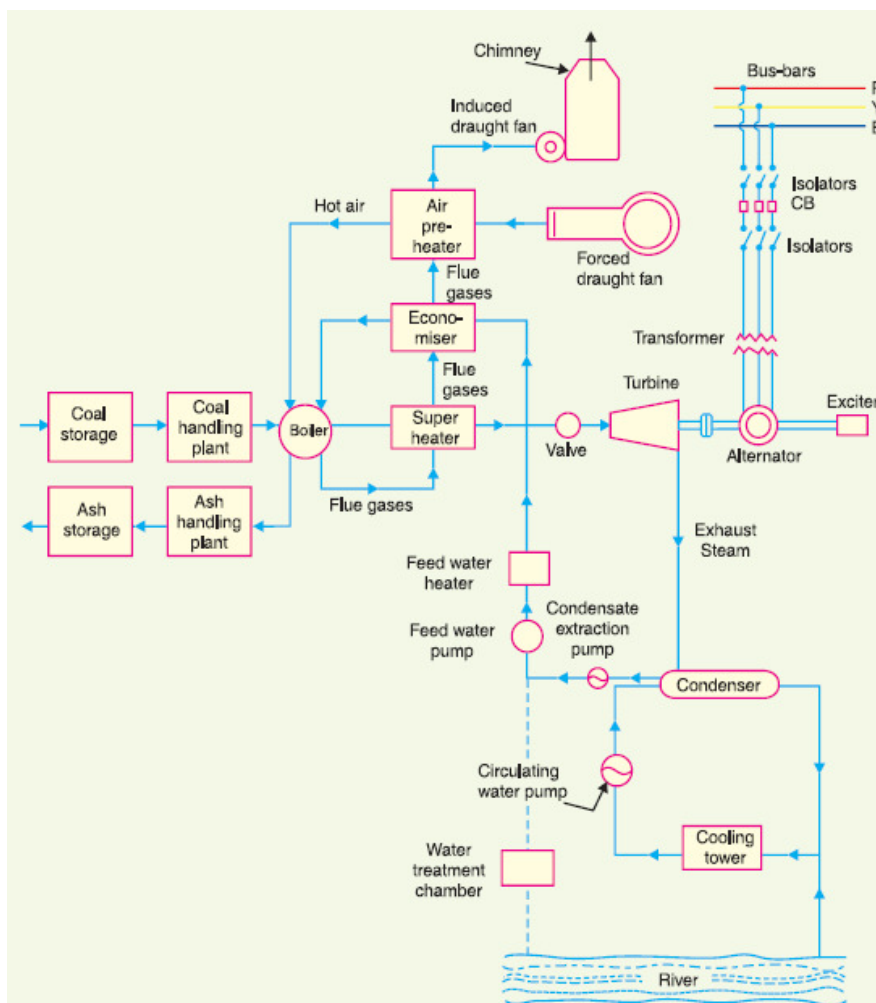 Chimney
Bus-bars
Induced
draught fan
Isolators
CB
Hot air
Air
pre-
heater
Isolators
Forced
draught fan
Flue
gases
Econo-
miser
Transformer
Flue
gases
Turbine
Exciter
Coal
storage
Coal
handling
plant
Boiler
Super
heater
Valve
Alternator
Flue gases
Ash
storage
Ash
handling
plant
Exhaust
Steam
Feed water
heater
Condensate
extraction
pump
Feed water
pump
Condenser
Circulating
water pump
Cooling
tower
Water
treatment
chamber
River